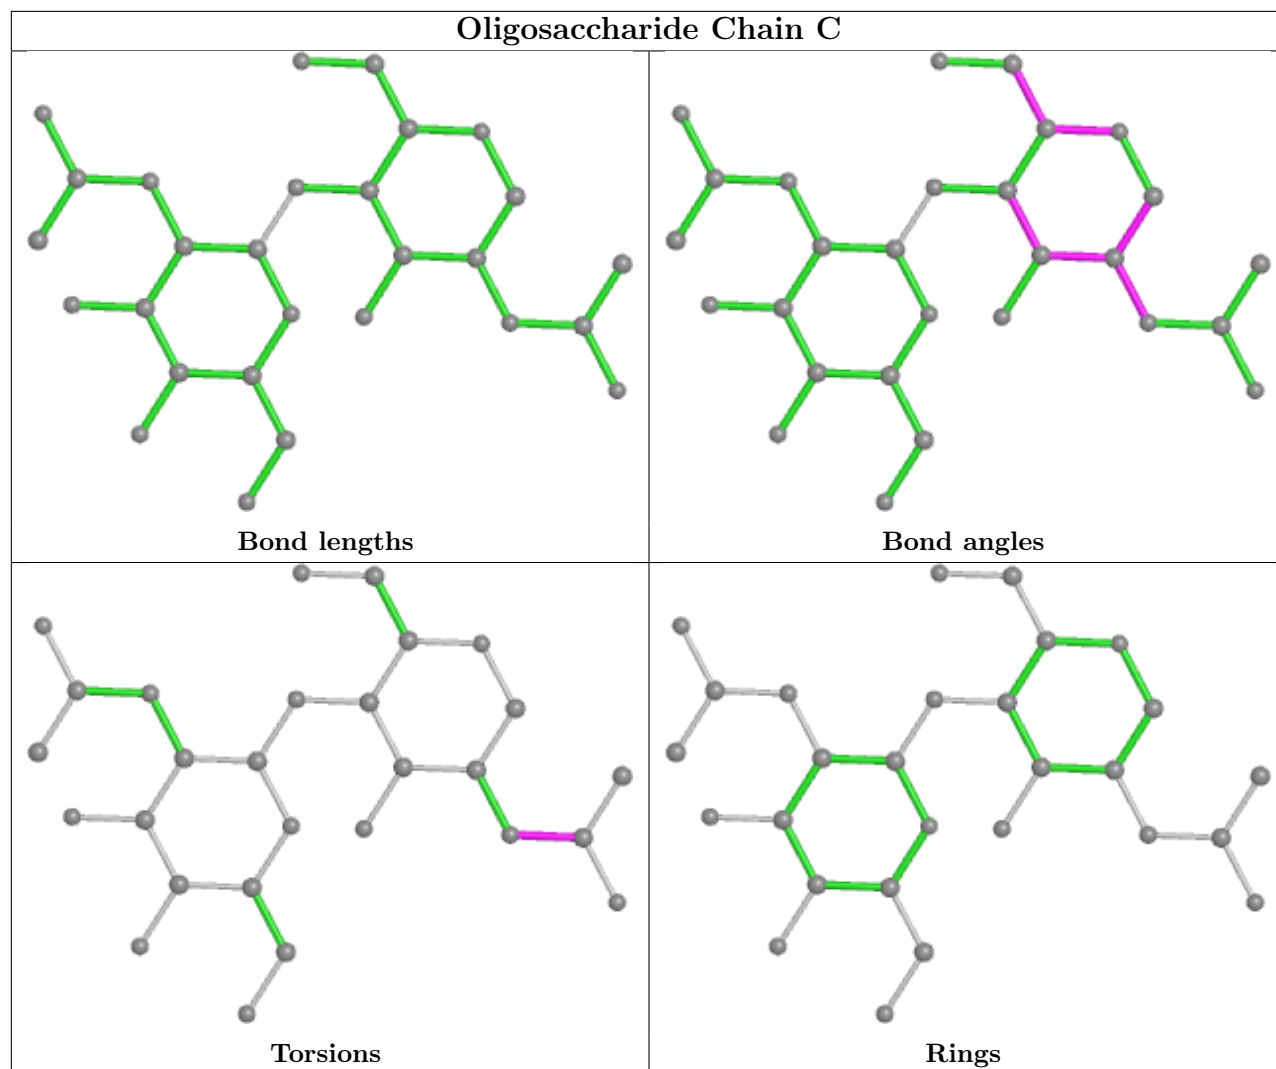 Oligosaccharide Chain C
Bond lengths
Bond angles
Torsions
Rings